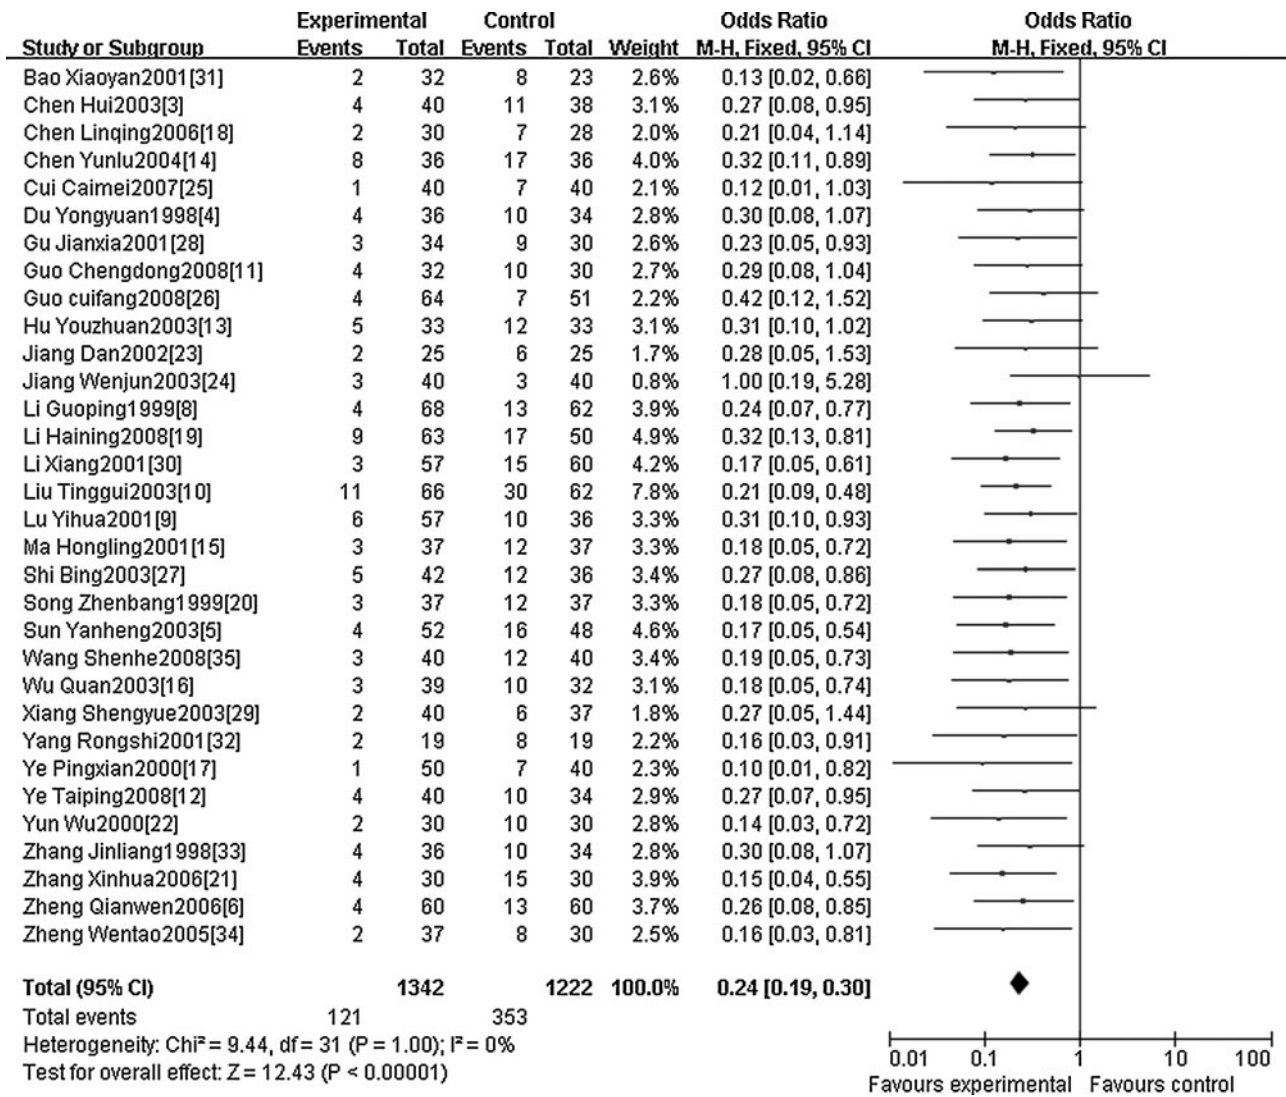 Experimental Control Odds Ratio Odds Ratio
Study or Subgroup Events Total Events Total Weight M-H, Fixed, 95% CI M-H, Fixed, 95% CI
Bao Xiaoyan2001[31] 2 32 8 23 2.6% 0.13 [0.02, 0.66]
Chen Hui2003[3] 4 40 11 38 3.1% 0.27 [0.08, 0.95]
Chen Linqing2006[18] 2 30 7 28 2.0% 0.21 [0.04, 1.14]
Chen Yunlu2004[14] 8 36 17 36 4.0% 0.32 [0.11, 0.89]
Cui Caimei2007[25] 1 40 7 40 2.1% 0.12 [0.01, 1.03]
Du Yongyuan1998[4] 4 36 10 34 2.8% 0.30 [0.08, 1.07]
Gu Jianxia2001[28] 3 34 9 30 2.6% 0.23 [0.05, 0.93]
Guo Chengdong2008[11] 4 32 10 30 2.7% 0.29 [0.08, 1.04]
Guo cuifang2008[26] 4 64 7 51 2.2% 0.42 [0.12, 1.52]
Hu Youzhuan2003[13] 5 33 12 33 3.1% 0.31 [0.10, 1.02]
Jiang Dan2002[23] 2 25 6 25 1.7% 0.28 [0.05, 1.53]
Jiang Wenjun2003[24] 3 40 3 40 0.8% 1.00 [0.19, 5.28]
Li Guoping1999[8] 4 68 13 62 3.9% 0.24 [0.07, 0.77]
Li Haining2008[19] 9 63 17 50 4.9% 0.32 [0.13, 0.81]
Li Xiang2001[30] 3 57 15 60 4.2% 0.17 [0.05, 0.61]
Liu Tinggui2003[10] 11 66 30 62 7.8% 0.21 [0.09, 0.48]
Lu Yihua2001[9] 6 57 10 36 3.3% 0.31 [0.10, 0.93]
Ma Hongling2001[15] 3 37 12 37 3.3% 0.18 [0.05, 0.72]
Shi Bing2003[27] 5 42 12 36 3.4% 0.27 [0.08, 0.86]
Song Zhenbang1999[20] 3 37 12 37 3.3% 0.18 [0.05, 0.72]
Sun Yanheng2003[5] 4 52 16 48 4.6% 0.17 [0.05, 0.54]
Wang Shenhe2008[35] 3 40 12 40 3.4% 0.19 [0.05, 0.73]
Wu Quan2003[16] 3 39 10 32 3.1% 0.18 [0.05, 0.74]
Xiang Shengyue2003[29] 2 40 6 37 1.8% 0.27 [0.05, 1.44]
Yang Rongshi2001[32] 2 19 8 19 2.2% 0.16 [0.03, 0.91]
Ye Pingxian2000[17] 1 50 7 40 2.3% 0.10 [0.01, 0.82]
Ye Taiping2008[12] 4 40 10 34 2.9% 0.27 [0.07, 0.95]
Yun Wu2000[22] 2 30 10 30 2.8% 0.14 [0.03, 0.72]
Zhang Jinliang1998[33] 4 36 10 34 2.8% 0.30 [0.08, 1.07]
Zhang Xinhua2006[21] 4 30 15 30 3.9% 0.15 [0.04, 0.55]
Zheng Qianwen2006[6] 4 60 13 60 3.7% 0.26 [0.08, 0.85]
Zheng Wentao2005[34] 2 37 8 30 2.5% 0.16 [0.03, 0.81]
Total (95% CI) 1342 1222 100.0% 0.24 [0.19, 0.30]
Total events 121 353
Heterogeneity: Chi² = 9.44, df = 31 (P = 1.00); I² = 0%
Test for overall effect: Z = 12.43 (P < 0.00001)
0.01 0.1 1 10 100
Favours experimental Favours control